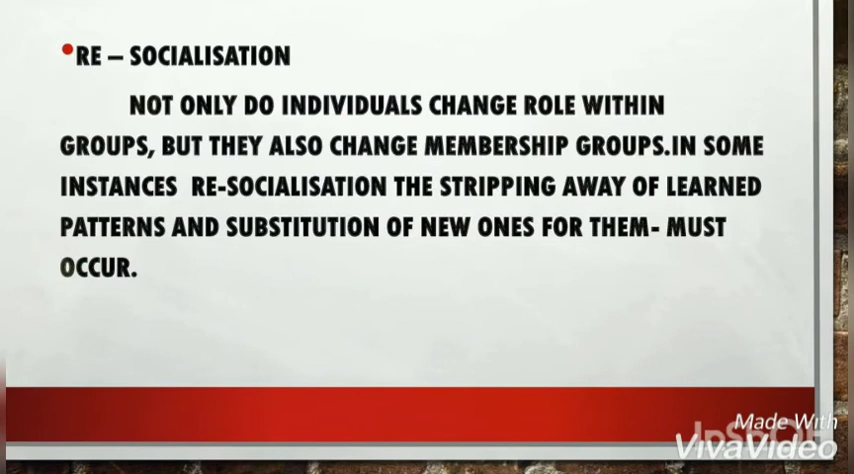 •RE – SOCIALISATION
NOT ONLY DO INDIVIDUALS CHANGE ROLE WITHIN
GROUPS, BUT THEY ALSO CHANGE MEMBERSHIP GROUPS.IN SOME
INSTANCES RE-SOCIALISATION THE STRIPPING AWAY OF LEARNED
PATTERNS AND SUBSTITUTION OF NEW ONES FOR THEM- MUST
OCCUR.
Made With
VivaVideo